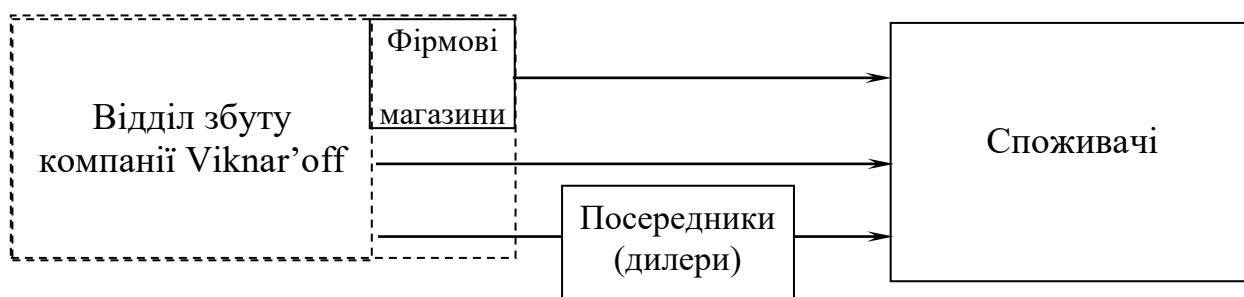 Фірмові
магазини
Відділ збуту
компанії Viknar’off
Споживачі
Посередники
(дилери)